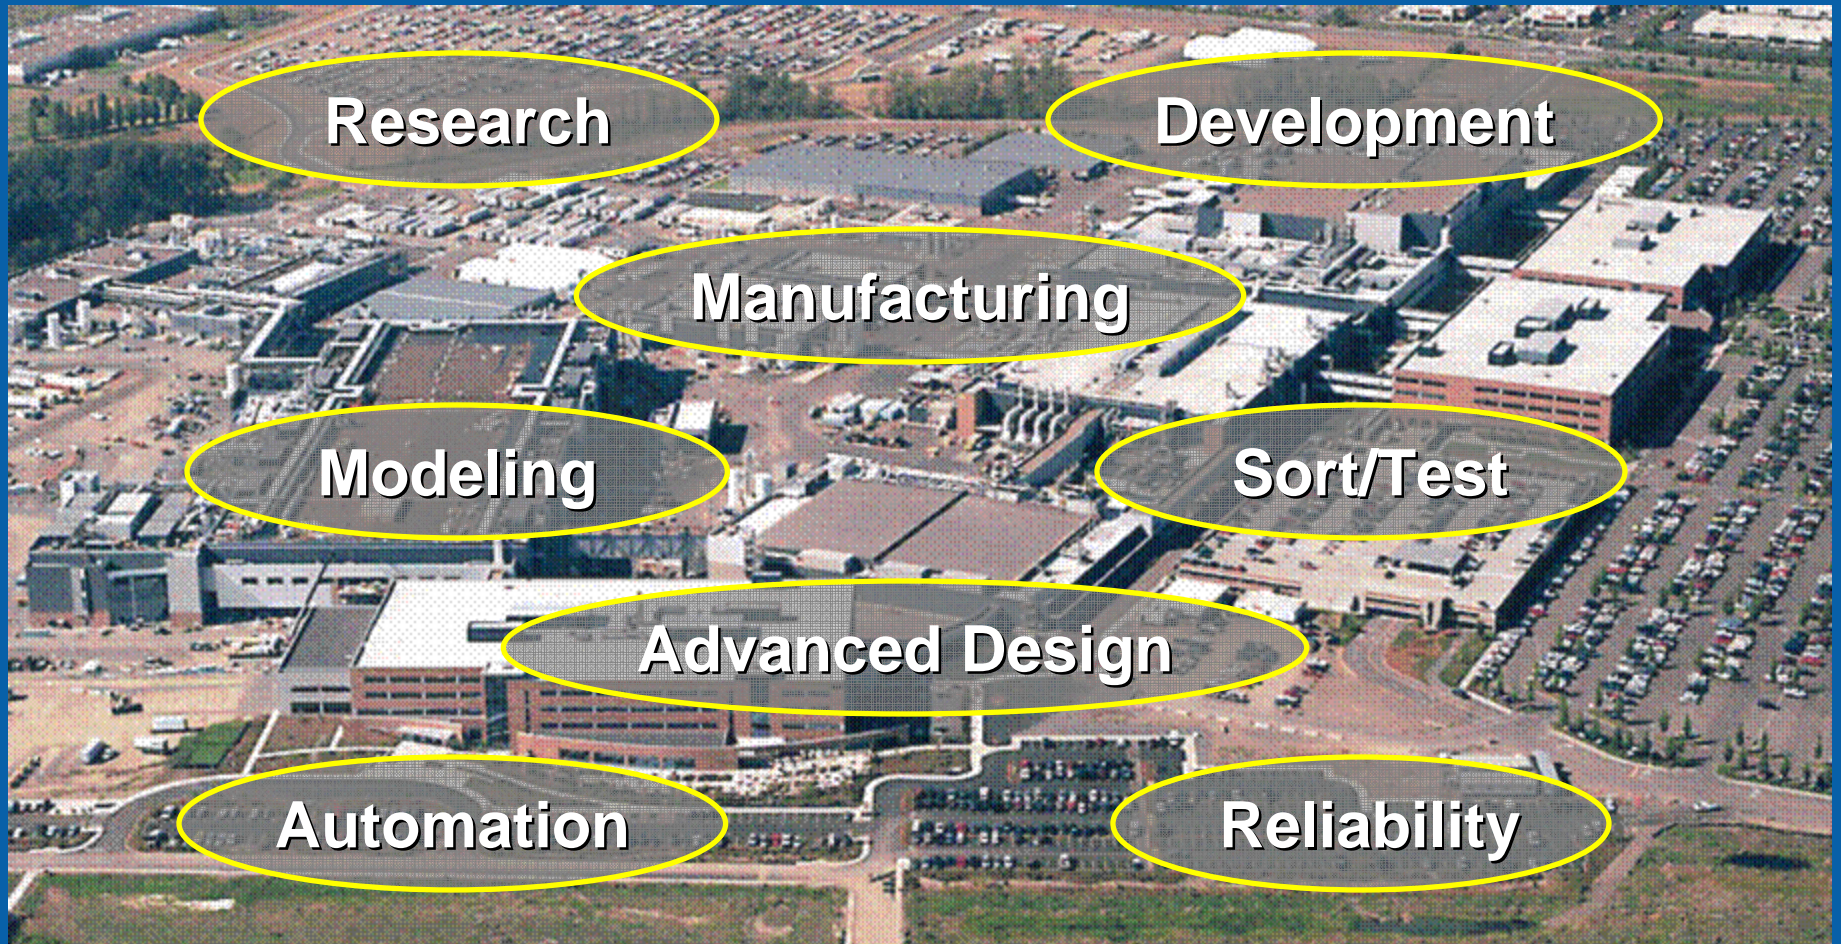 Research
Development
Manufacturing
Modeling
Sort/Test
Advanced Design
Automation
Reliability